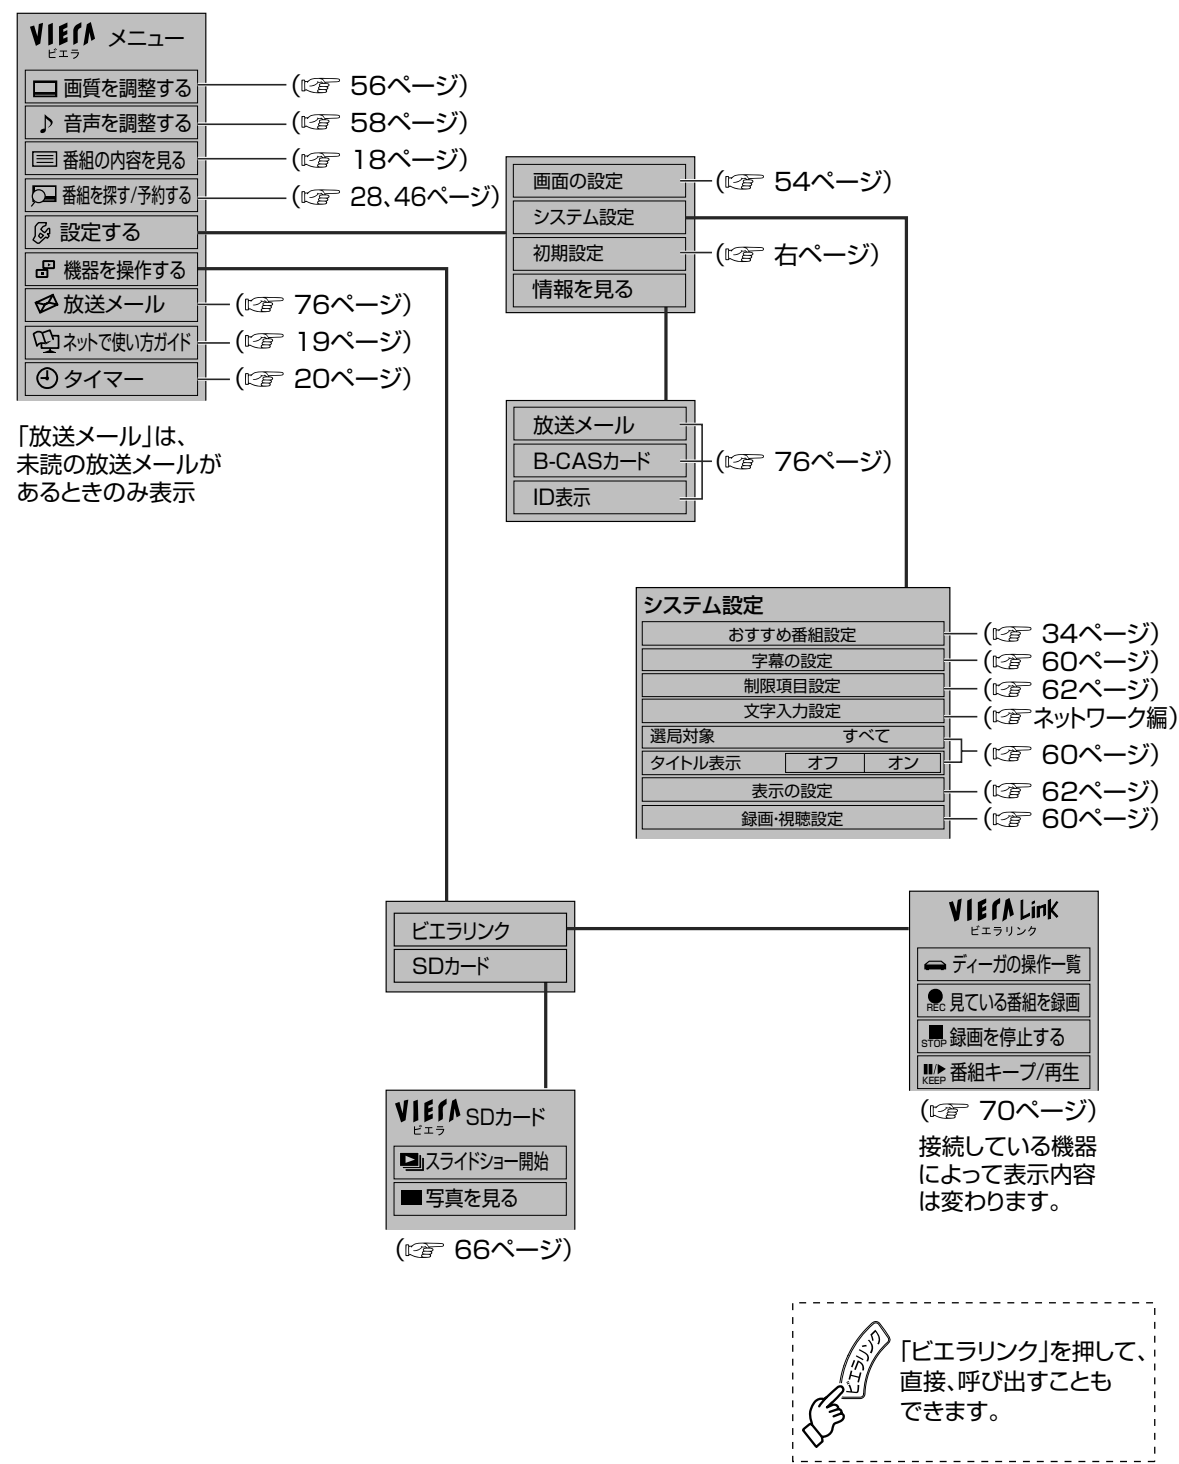 VIERA メニュー
ビエラ
画質を調整する (☞ 56ページ)
音声を調整する (☞ 58ページ)
番組の内容を見る (☞ 18ページ)
番組を探す/予約する (☞ 28、46ページ)
設定する
機器を操作する
放送メール (☞ 76ページ)
ネットで使い方ガイド (☞ 19ページ)
タイマー (☞ 20ページ)
「放送メール」は、
未読の放送メールが
あるときのみ表示
画面の設定 (☞ 54ページ)
システム設定
初期設定 (☞ 右ページ)
情報を見る
放送メール
B-CASカード (☞ 76ページ)
ID表示
システム設定
おすすめ番組設定 (☞ 34ページ)
字幕の設定 (☞ 60ページ)
制限項目設定 (☞ 62ページ)
文字入力設定 (☞ネットワーク編)
選局対象 すべて
(☞ 60ページ)
タイトル表示 オフ オン
表示の設定 (☞ 62ページ)
録画・視聴設定 (☞ 60ページ)
ビエラリンク
SDカード
VIERA Link
ビエラリンク
ディーガの操作一覧
REC 見ている番組を録画
STOP 録画を停止する
KEEP 番組キープ/再生
(☞ 70ページ)
接続している機器
によって表示内容
は変わります。
VIERA SDカード
ビエラ
スライドショー開始
写真を見る
(☞ 66ページ)
ビエラリンク
「ビエラリンク」を押して、
直接、呼び出すことも
できます。